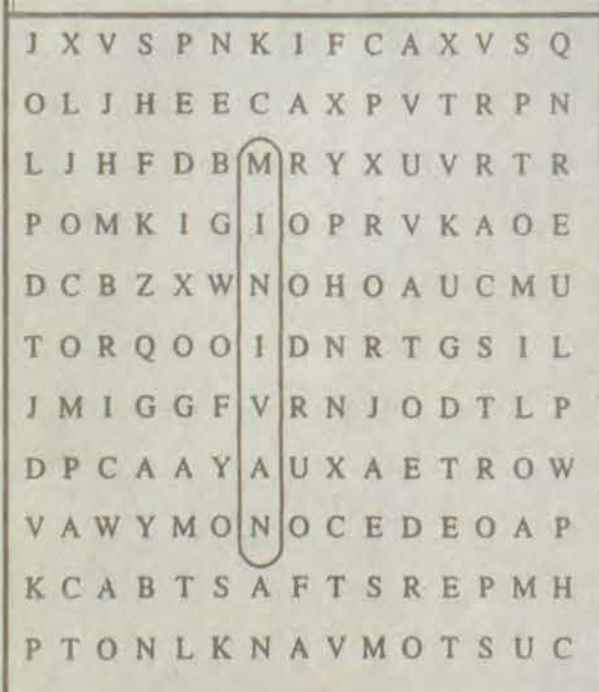 J X V S P N K I F C A X V S Q
O L J H E E C A X P V T R P N
L J H F D B M R Y X U V R T R
P O M K I G I O P R V K A O E
D C B Z X W N O H O A U C M U
T O R Q O O I D N R T G S I L
J M I G G F V R N J O D T L P
D P C A A Y A U X A E T R O W
V A W Y M O N O C E D E O A P
K C A B T S A F T S R E P M H
P T O N L K N A V M O T S U C